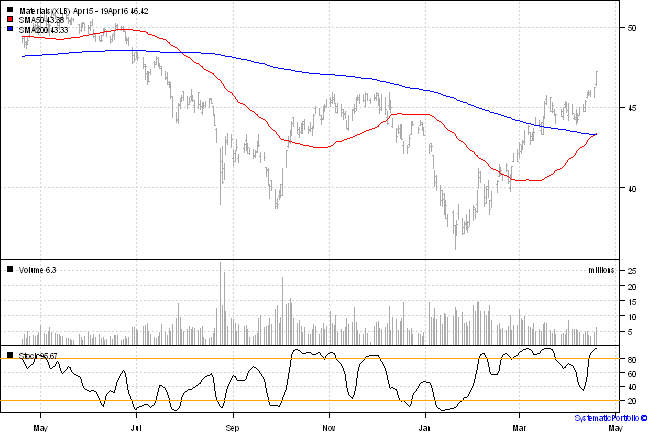 Materials (XLB) Apr15 - 19Apr16 46.42
SMA50 43.38
SMA200 43.33
50
45
40
Volume 6.3
millions
25
20
15
10
5
Stoch 95.67
80
60
40
20
May
Jul
Sep
Nov
Jan
Mar
May
SystematicPortfolio ©